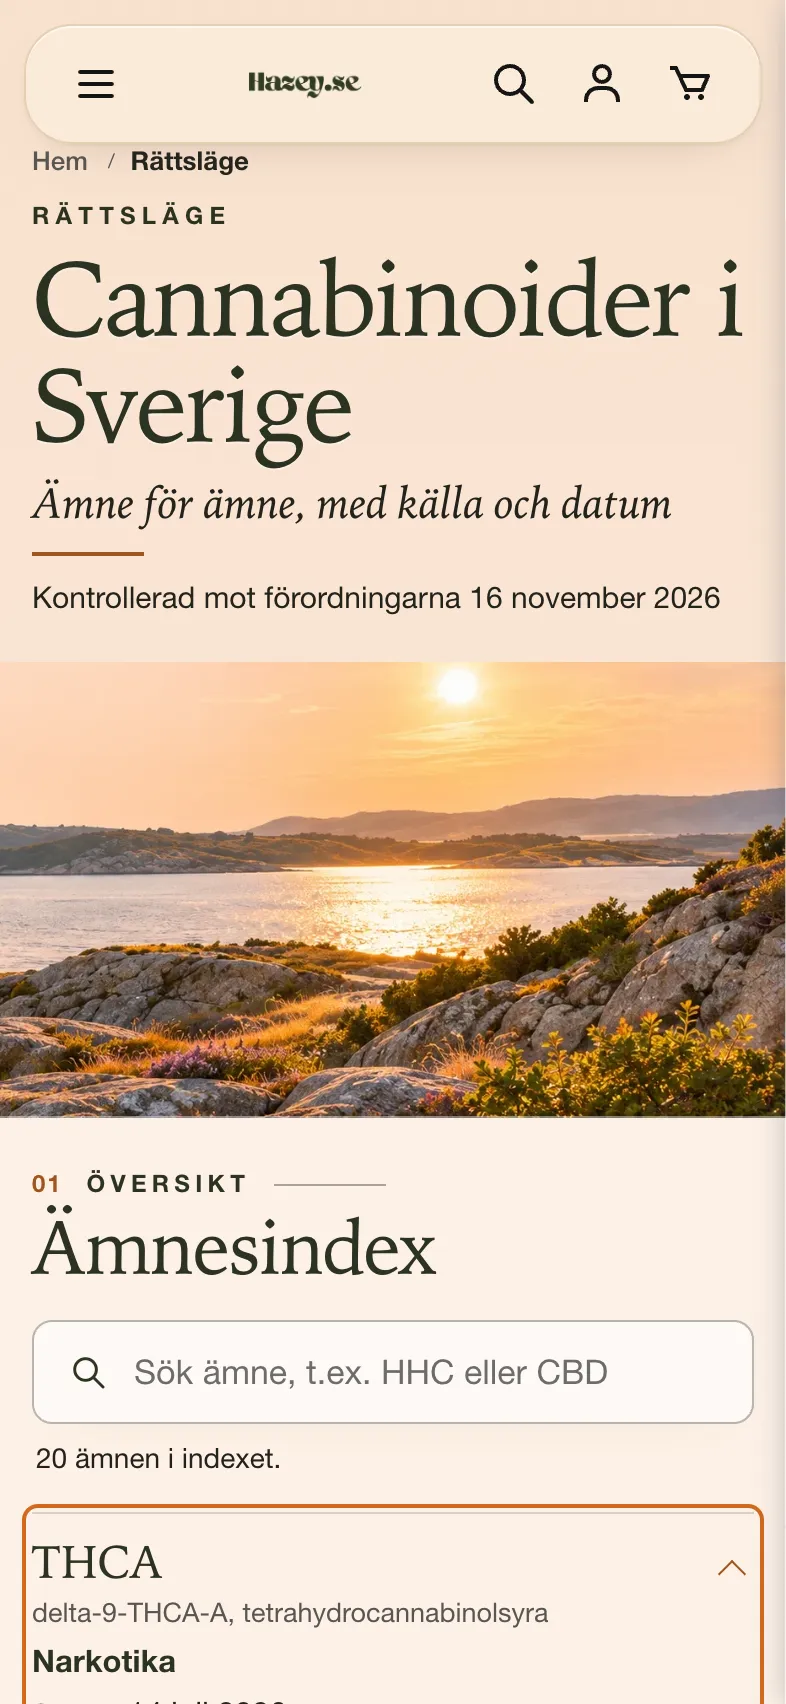 Hazey.se
Hem / Rättsläge
RÄTTSLÄGE
Cannabinoider i
Sverige
Ämne för ämne, med källa och datum
Kontrollerad mot förordningarna 16 november 2026
01 ÖVERSIKT
Ämnesindex
Sök ämne, t.ex. HHC eller CBD
20 ämnen i indexet.
THCA
delta-9-THCA-A, tetrahydrocannabinolsyra
Narkotika